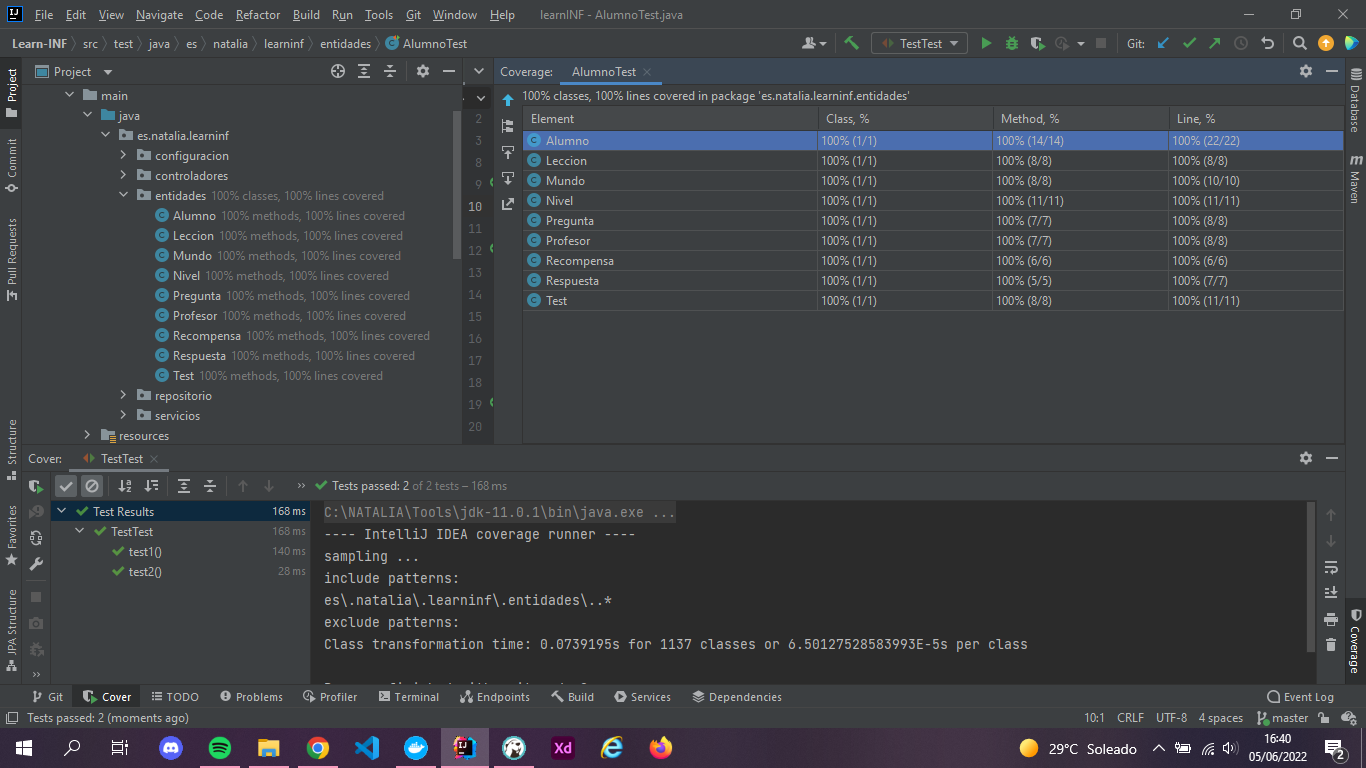 File Edit View Navigate Code Refactor Build Run Tools Git Window Help learnINF - AlumnoTest.java
Learn-INF src test java es natalia learninf entidades AlumnoTest TestTest Git:
Project
Commit
Pull Requests
Structure
Favorites
JPA Structure
Project
main
java
es.natalia.learninf
configuracion
controladores
entidades 100% classes, 100% lines covered
Alumno 100% methods, 100% lines covered
Leccion 100% methods, 100% lines covered
Mundo 100% methods, 100% lines covered
Nivel 100% methods, 100% lines covered
Pregunta 100% methods, 100% lines covered
Profesor 100% methods, 100% lines covered
Recompensa 100% methods, 100% lines covered
Respuesta 100% methods, 100% lines covered
Test 100% methods, 100% lines covered
repositorio
servicios
resources
2
3
8
9
10
11
12
13
14
15
16
17
18
19
20
Coverage: AlumnoTest
100% classes, 100% lines covered in package 'es.natalia.learninf.entidades'
Element Class, % Method, % Line, %
Alumno 100% (1/1) 100% (14/14) 100% (22/22)
Leccion 100% (1/1) 100% (8/8) 100% (8/8)
Mundo 100% (1/1) 100% (8/8) 100% (10/10)
Nivel 100% (1/1) 100% (11/11) 100% (11/11)
Pregunta 100% (1/1) 100% (7/7) 100% (8/8)
Profesor 100% (1/1) 100% (7/7) 100% (8/8)
Recompensa 100% (1/1) 100% (6/6) 100% (6/6)
Respuesta 100% (1/1) 100% (5/5) 100% (7/7)
Test 100% (1/1) 100% (8/8) 100% (11/11)
Database
Maven
Coverage
Cover: TestTest
Tests passed: 2 of 2 tests – 168 ms
Test Results 168 ms
TestTest 168 ms
test1() 140 ms
test2() 28 ms
C:\NATALIA\Tools\jdk-11.0.1\bin\java.exe ...
---- IntelliJ IDEA coverage runner ----
sampling ...
include patterns:
es\.natalia\.learninf\.entidades\..*
exclude patterns:
Class transformation time: 0.0739195s for 1137 classes or 6.50127528583993E-5s per class
Git Cover TODO Problems Profiler Terminal Endpoints Build Services Dependencies Event Log
Tests passed: 2 (moments ago) 10:1 CRLF UTF-8 4 spaces master
29°C Soleado 16:40
05/06/2022
2